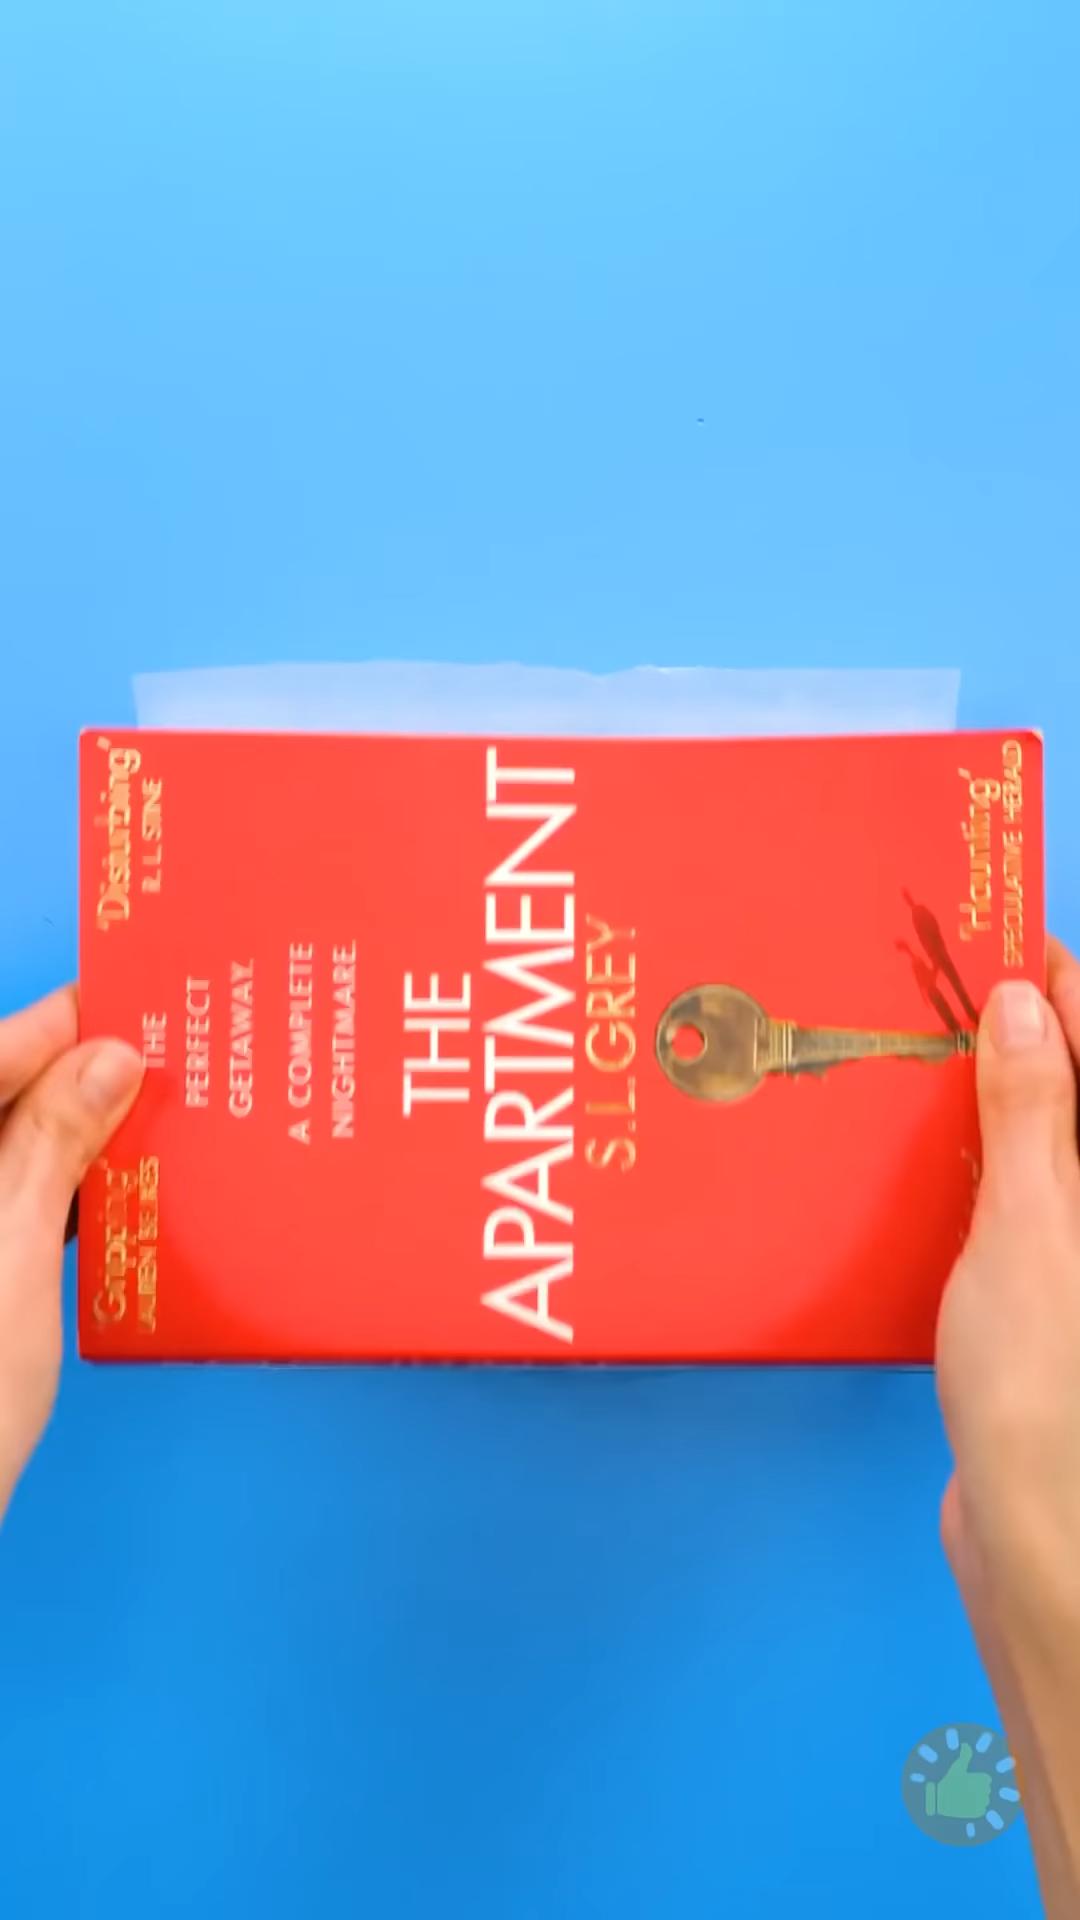 'Gripping'
LAUREN BEUKES
'Disturbing'
R. L. STINE
THE
PERFECT
GETAWAY.
A COMPLETE
NIGHTMARE.
THE
APARTMENT
S.L. GREY
'Haunting'
SPECULATIVE HERALD